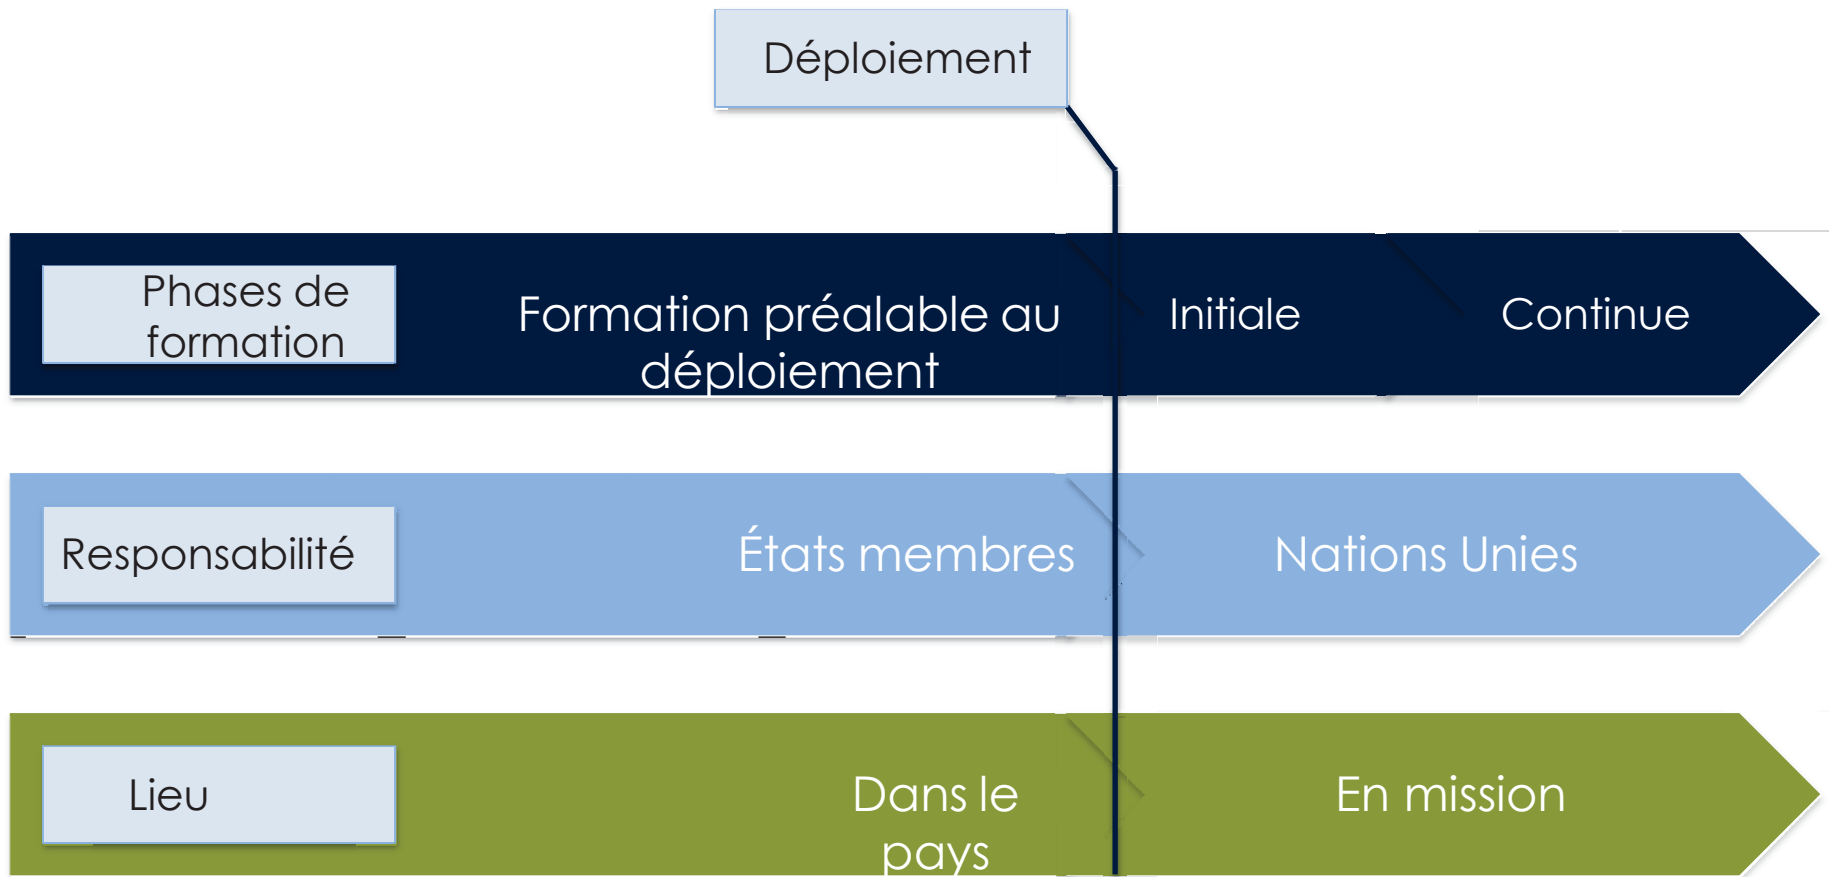 Déploiement
Phases de
formation
Formation préalable au
déploiement
Initiale
Continue
Responsabilité
États membres
Nations Unies
Lieu
Dans le
pays
En mission